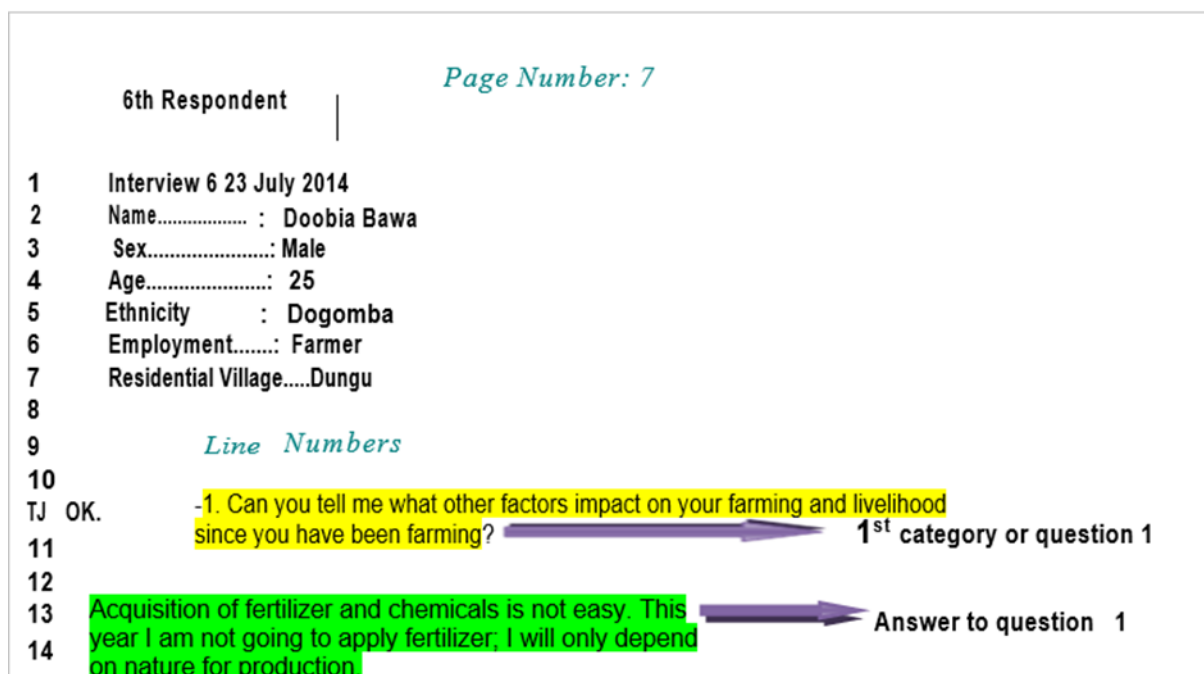 Page Number: 7
6th Respondent
1 Interview 6 23 July 2014
2 Name.................. : Doobia Bawa
3 Sex.......................: Male
4 Age.......................: 25
5 Ethnicity : Dogomba
6 Employment.......: Farmer
7 Residential Village.....Dungu
8
9 Line Numbers
10
TJ OK. -1. Can you tell me what other factors impact on your farming and livelihood
since you have been farming? 1st category or question 1
11
12
13 Acquisition of fertilizer and chemicals is not easy. This
year I am not going to apply fertilizer; I will only depend Answer to question 1
14 on nature for production.